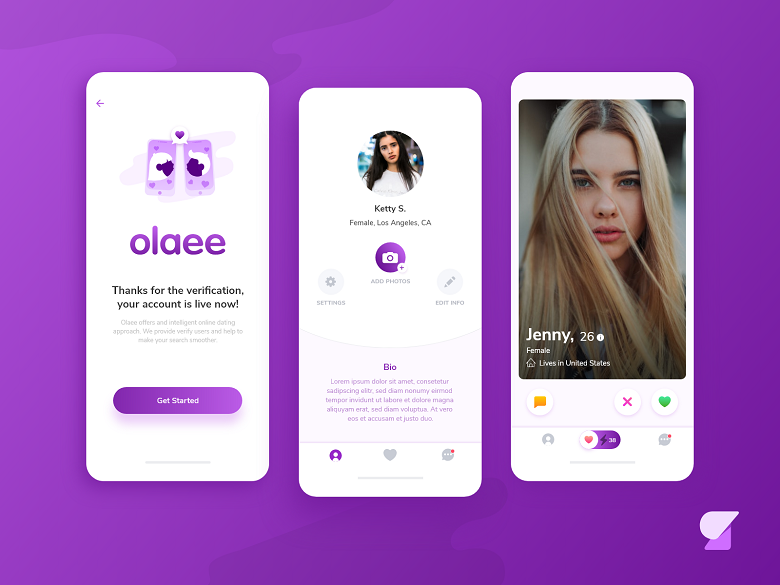 olaee
Thanks for the verification,
your account is live now!
Olaee offers and intelligent online dating
approach. We provide verify users and help to
make your search smoother.
Get Started
Ketty S.
Female, Los Angeles, CA
ADD PHOTOS
SETTINGS
EDIT INFO
Bio
Lorem ipsum dolor sit amet, consetetur
sadipscing elitr, sed diam nonumy eirmod
tempor invidunt ut labore et dolore magna
aliquyam erat, sed diam voluptua. At vero
eos et accusam et justo duo.
Jenny, 26
Female
Lives in United States
38